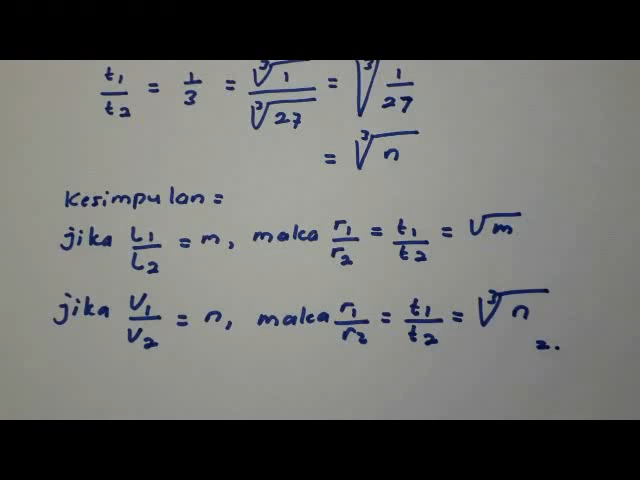 t₁/t₂ = 1/3 = ∛1/∛27 = ∛(1/27)
= ∛n
Kesimpulan =
jika L₁/L₂ = m, maka r₁/r₂ = t₁/t₂ = √m
jika V₁/V₂ = n, maka r₁/r₂ = t₁/t₂ = ∛n
2.